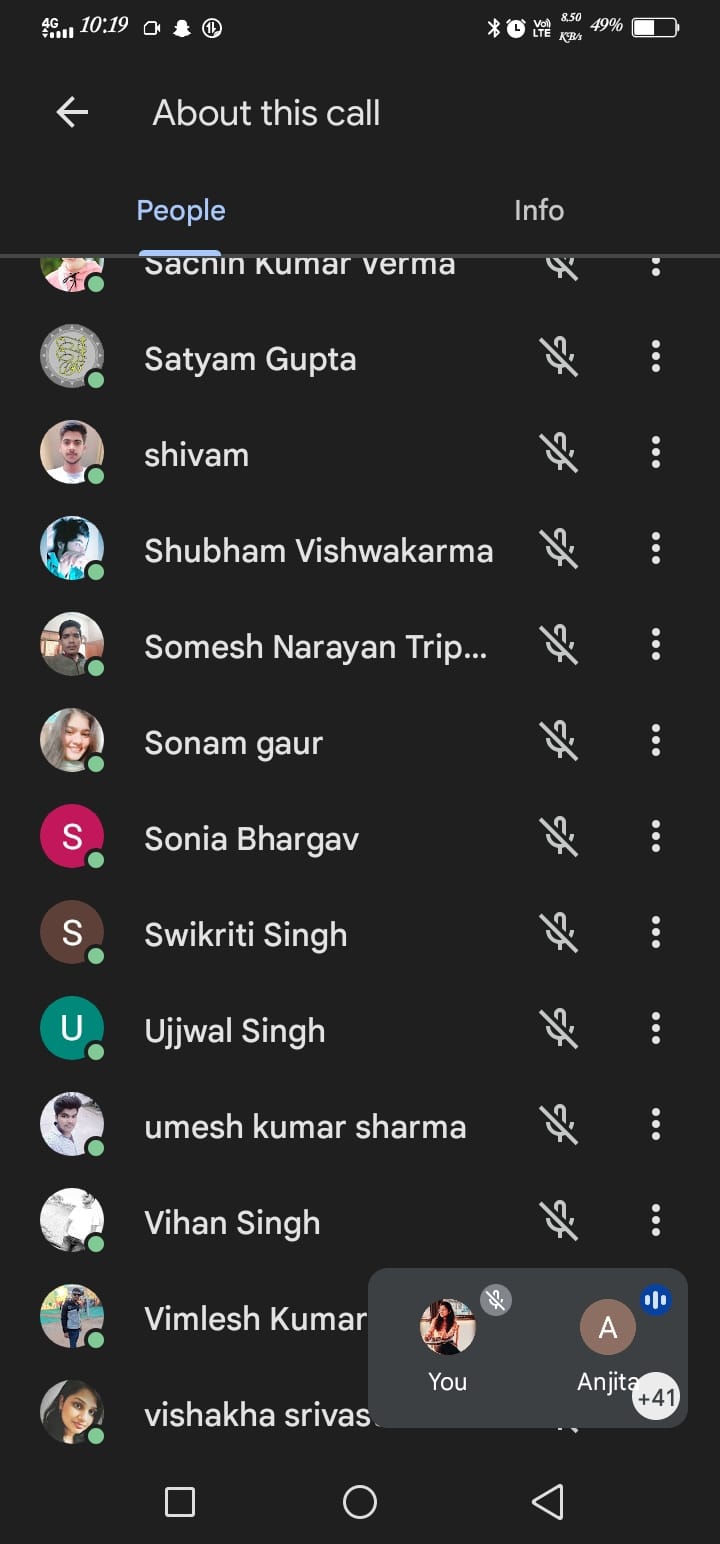 4G 10:19 Vo) LTE 8.50 KB/s 49%
About this call
People Info
Sachin Kumar Verma
Satyam Gupta
shivam
Shubham Vishwakarma
Somesh Narayan Trip...
Sonam gaur
S Sonia Bhargav
S Swikriti Singh
U Ujjwal Singh
umesh kumar sharma
Vihan Singh
Vimlesh Kumar
A
You Anjita
+41
vishakha srivas